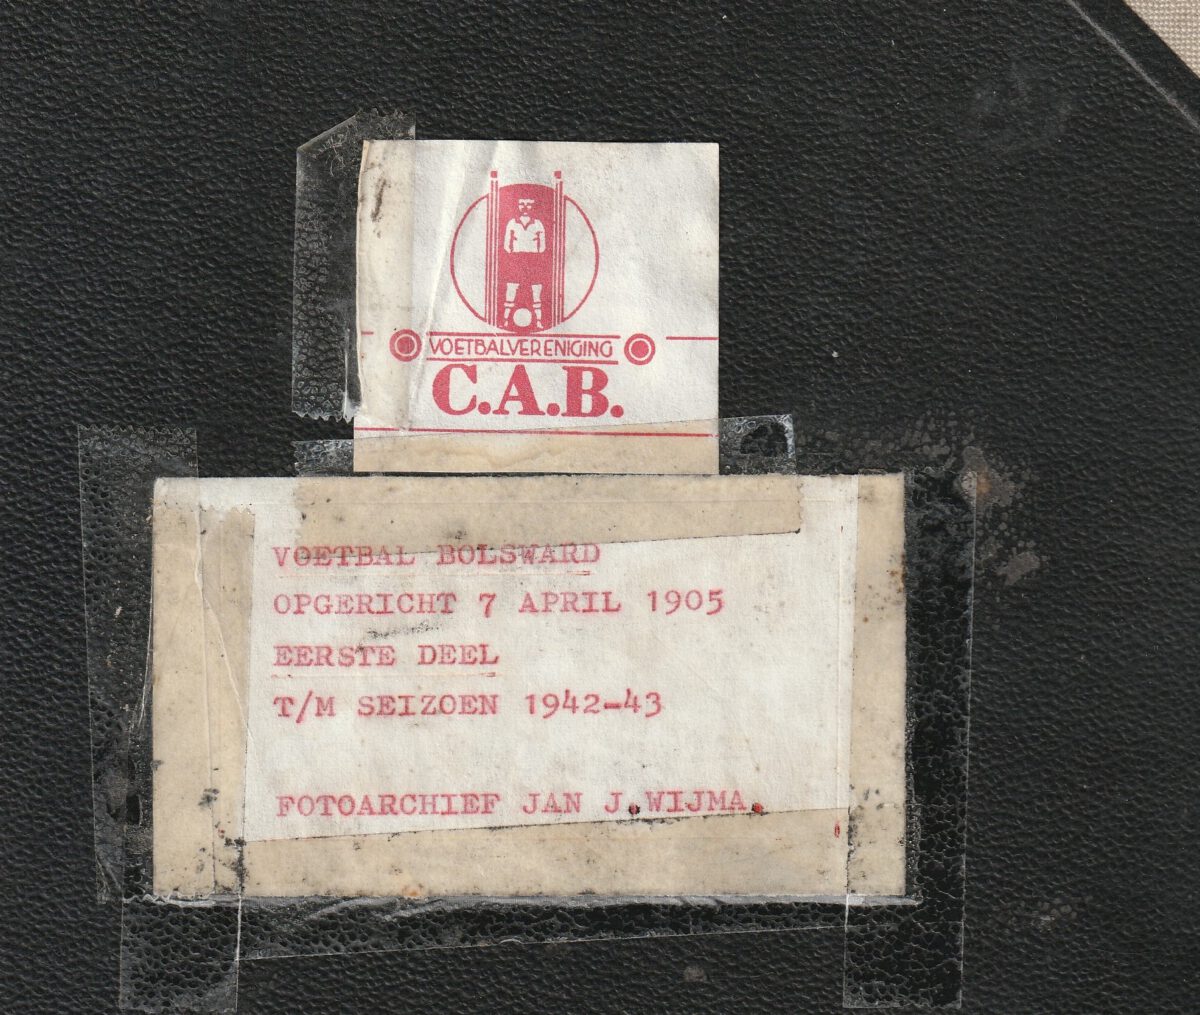 VOETBALVERENIGING
C.A.B.
VOETBAL BOLSWARD
OPGERICHT 7 APRIL 1905
EERSTE DEEL
T/M SEIZOEN 1942-43
FOTOARCHIEF JAN J.WIJMA.